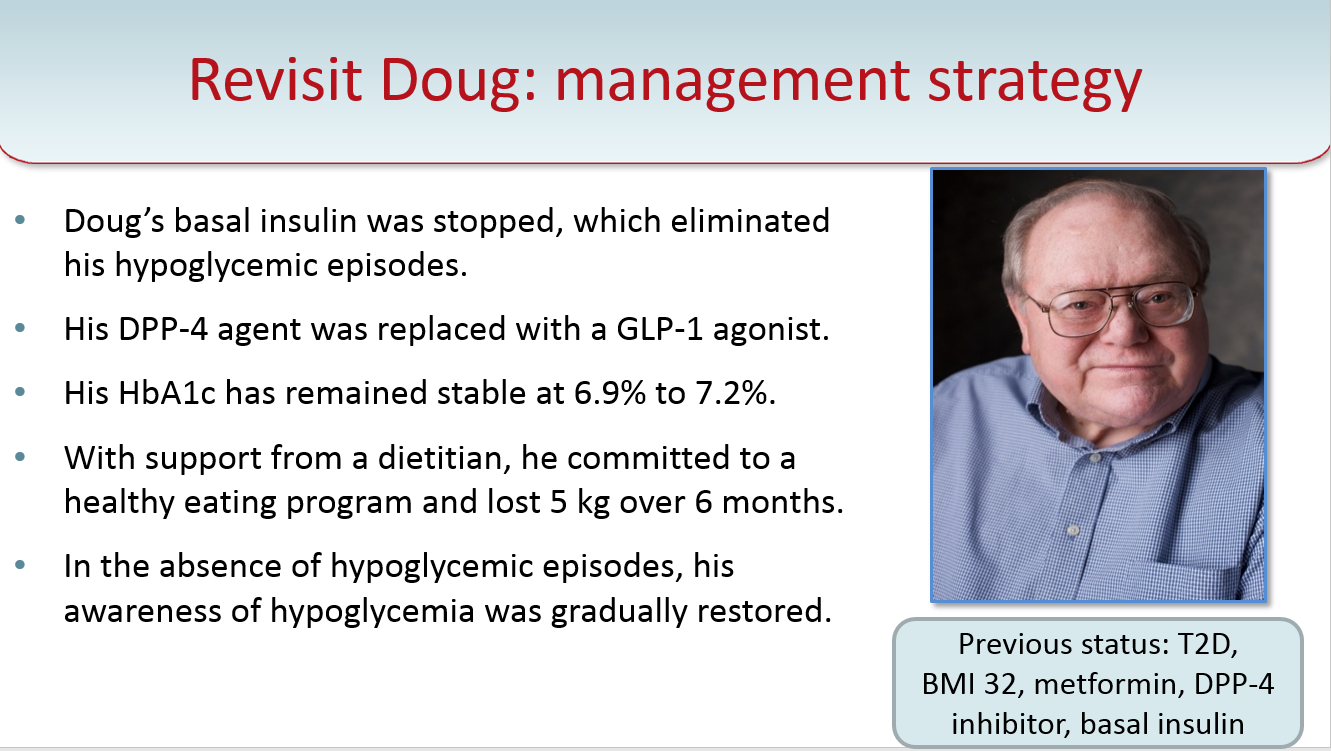 Revisit Doug: management strategy
• Doug’s basal insulin was stopped, which eliminated
his hypoglycemic episodes.
• His DPP-4 agent was replaced with a GLP-1 agonist.
• His HbA1c has remained stable at 6.9% to 7.2%.
• With support from a dietitian, he committed to a
healthy eating program and lost 5 kg over 6 months.
• In the absence of hypoglycemic episodes, his
awareness of hypoglycemia was gradually restored.
Previous status: T2D,
BMI 32, metformin, DPP-4
inhibitor, basal insulin